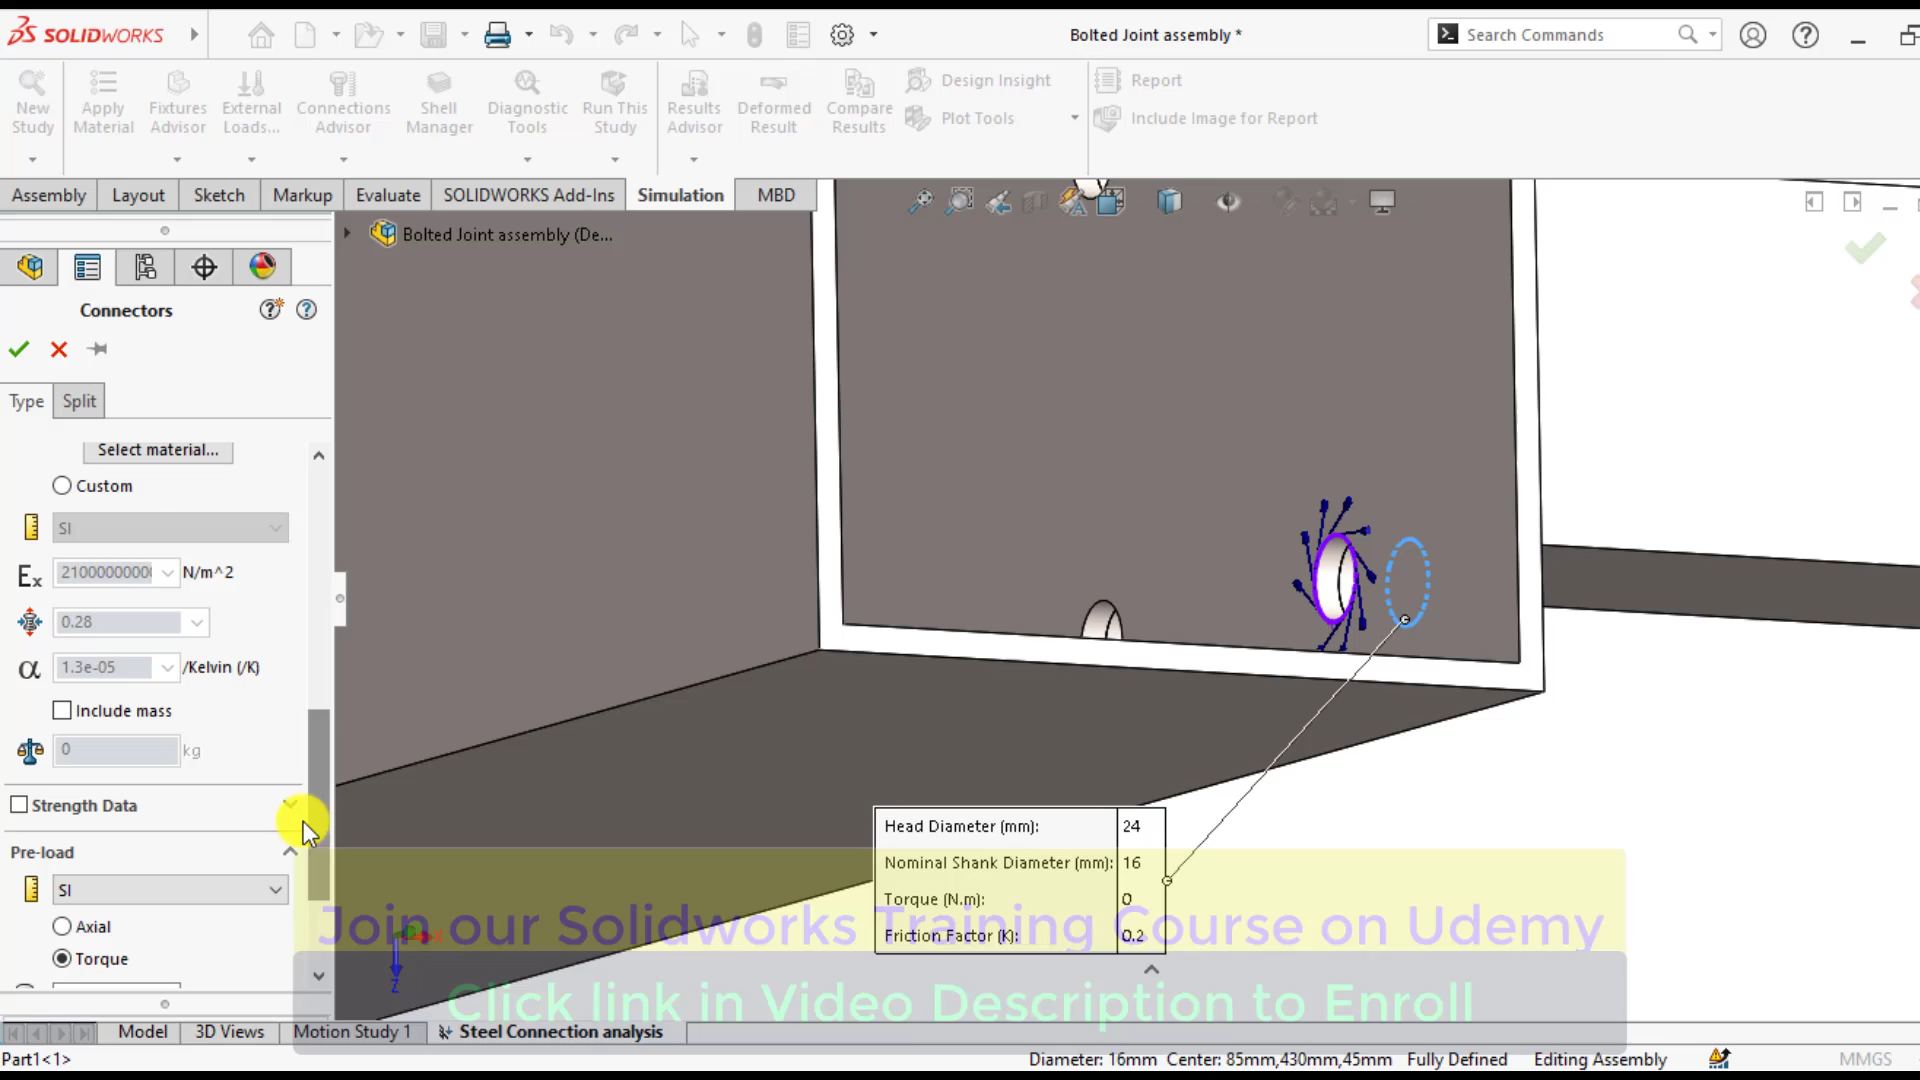 SOLIDWORKS
Bolted Joint assembly *
Search Commands
New Study
Apply Material
Fixtures Advisor
External Loads...
Connections Advisor
Shell Manager
Diagnostic Tools
Run This Study
Results Advisor
Deformed Result
Compare Results
Design Insight
Plot Tools
Report
Include Image for Report
Assembly
Layout
Sketch
Markup
Evaluate
SOLIDWORKS Add-Ins
Simulation
MBD
Bolted Joint assembly (De...
Connectors
Type
Split
Select material...
Custom
SI
Ex
N/m^2
0.28
α
1.3e-05
/Kelvin (/K)
Include mass
0
kg
Strength Data
Pre-load
SI
Axial
Torque
Head Diameter (mm): 24
Nominal Shank Diameter (mm): 16
Torque (N.m): 0
Friction Factor (K): 0.2
X
Z
Join our Solidworks Training Course on Udemy
Click link in Video Description to Enroll
Model
3D Views
Motion Study 1
Steel Connection analysis
Part1<1>
Diameter: 16mm Center: 85mm,430mm,45mm
Fully Defined
Editing Assembly
MMGS